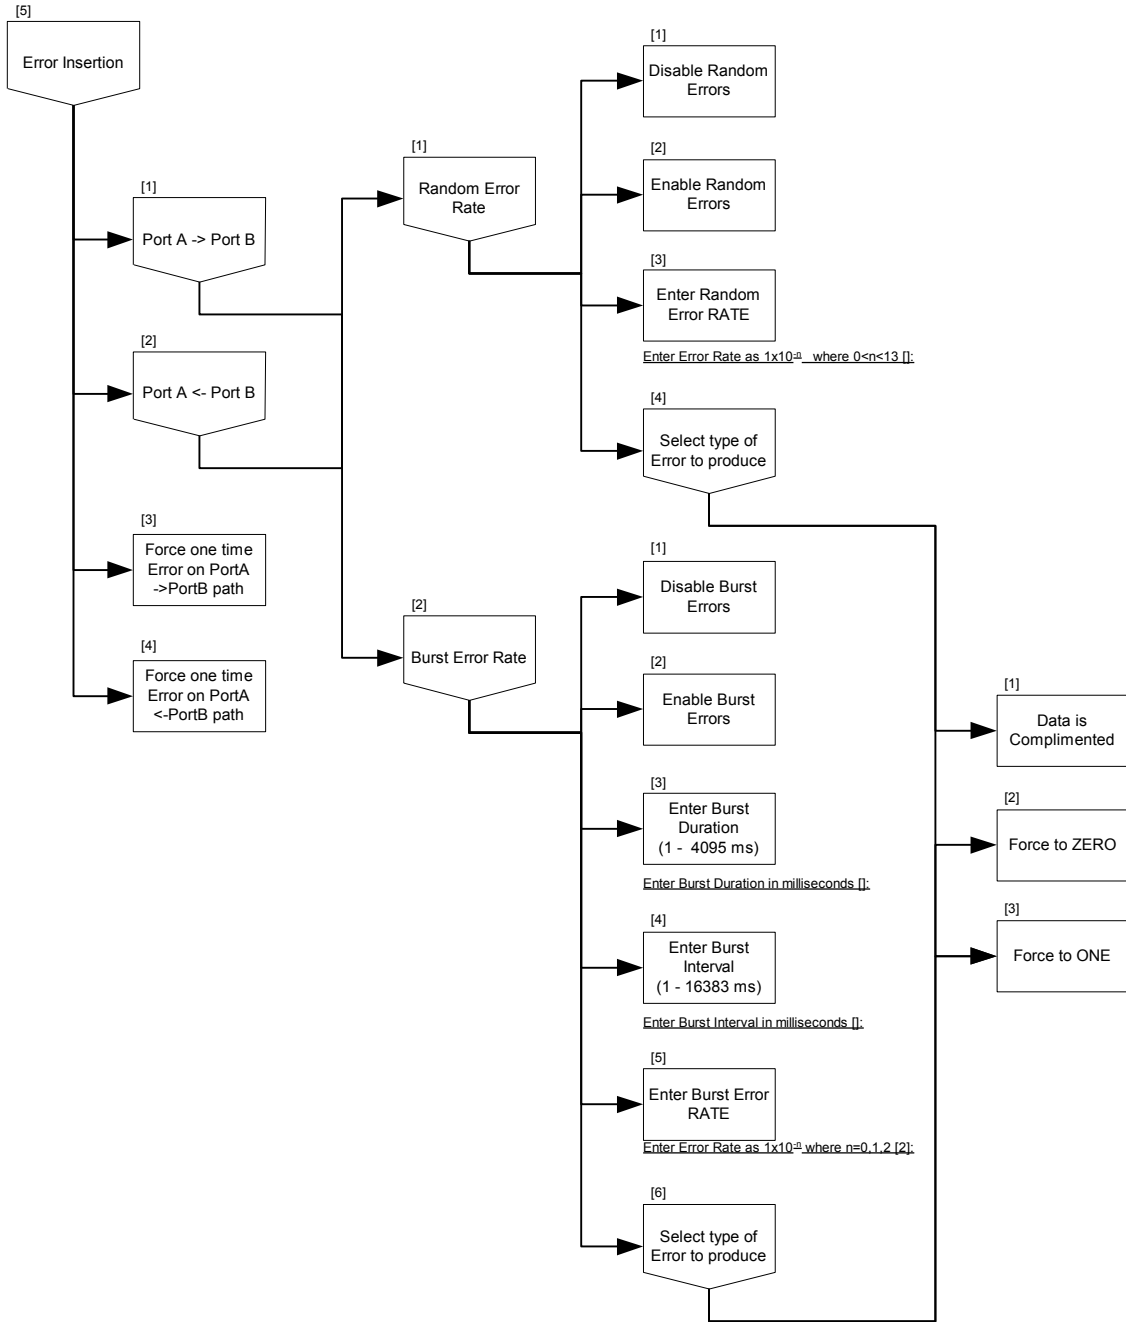 [5]
Error Insertion
[1]
Port A -> Port B
[2]
Port A <- Port B
[3]
Force one time
Error on PortA
->PortB path
[4]
Force one time
Error on PortA
<-PortB path
[1]
Random Error
Rate
[2]
Burst Error Rate
[1]
Disable Random
Errors
[2]
Enable Random
Errors
[3]
Enter Random
Error RATE
Enter Error Rate as 1x10-n where 0<n<13 []:
[4]
Select type of
Error to produce
[1]
Disable Burst
Errors
[2]
Enable Burst
Errors
[3]
Enter Burst
Duration
(1 - 4095 ms)
Enter Burst Duration in milliseconds []:
[4]
Enter Burst
Interval
(1 - 16383 ms)
Enter Burst Interval in milliseconds []:
[5]
Enter Burst Error
RATE
Enter Error Rate as 1x10-n where n=0,1,2 [2]:
[6]
Select type of
Error to produce
[1]
Data is
Complimented
[2]
Force to ZERO
[3]
Force to ONE